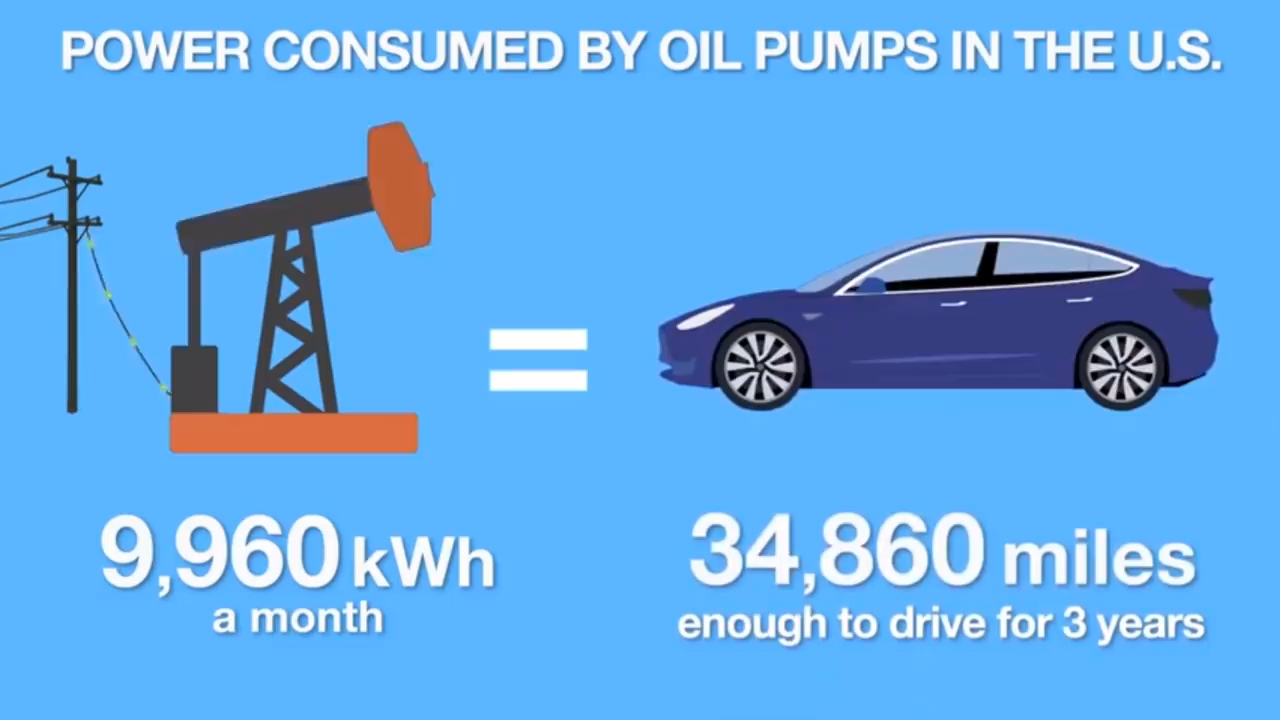 POWER CONSUMED BY OIL PUMPS IN THE U.S.
9,960 kWh
a month
34,860 miles
enough to drive for 3 years